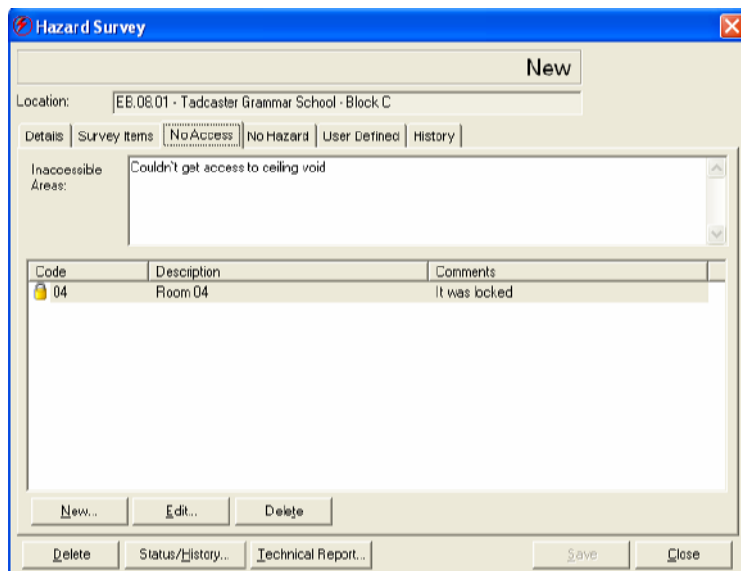 Hazard Survey
New
Location: EB.08.01 - Tadcaster Grammar School - Block C
Details Survey Items No Access No Hazard User Defined History
Inaccessible Areas: Couldn't get access to ceiling void
Code Description Comments
04 Room 04 It was locked
New... Edit... Delete
Delete Status/History... Technical Report... Save Close